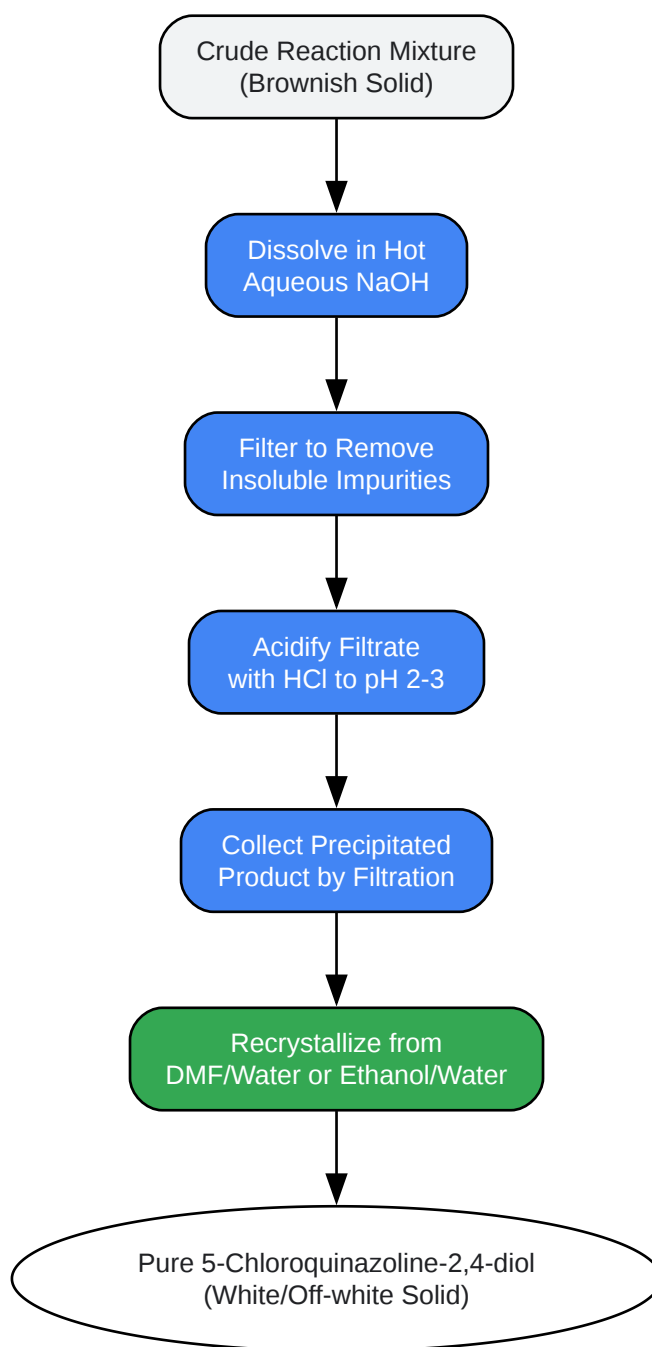 Crude Reaction Mixture
(Brownish Solid)
Dissolve in Hot
Aqueous NaOH
Filter to Remove
Insoluble Impurities
Acidify Filtrate
with HCl to pH 2-3
Collect Precipitated
Product by Filtration
Recrystallize from
DMF/Water or Ethanol/Water
Pure 5-Chloroquinazoline-2,4-diol
(White/Off-white Solid)